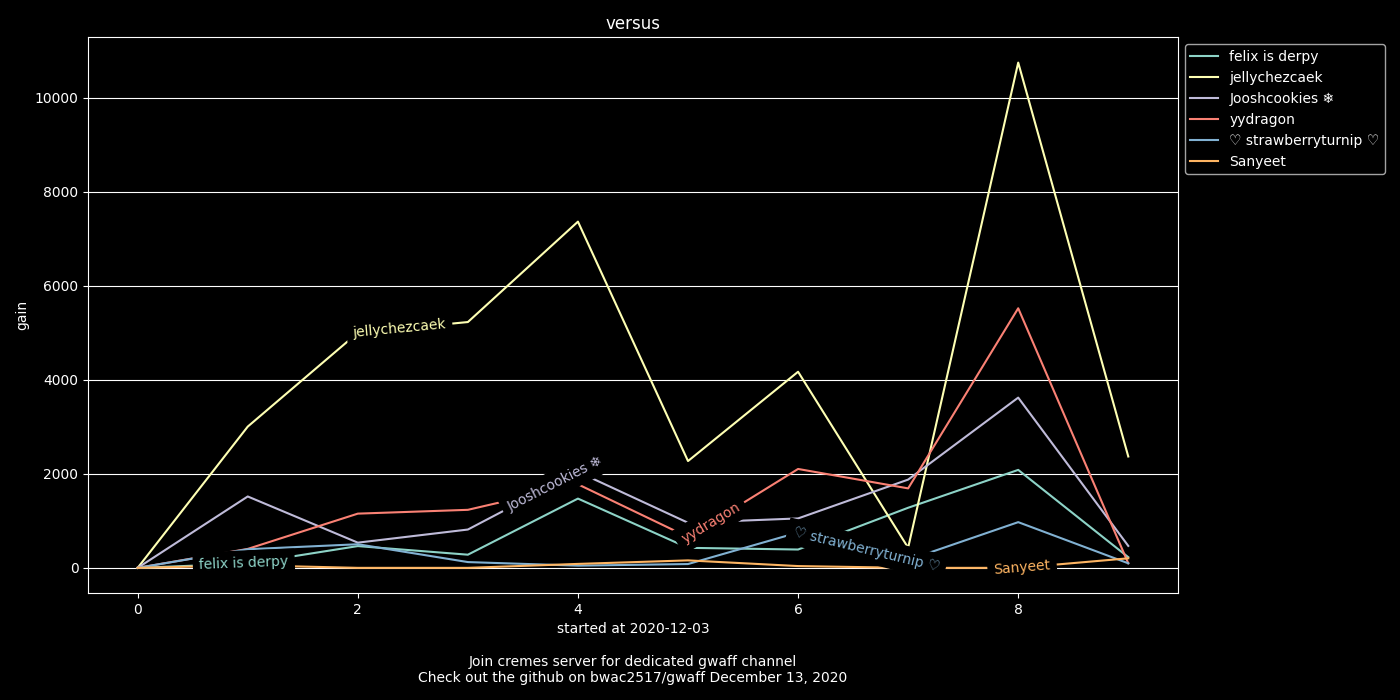 versus
felix is derpy
jellychezcaek
Jooshcookies ❄
yydragon
♡ strawberryturnip ♡
Sanyeet
gain
10000
8000
6000
4000
2000
0
jellychezcaek
Jooshcookies ❄
yydragon
♡ strawberryturnip ♡
felix is derpy
Sanyeet
0 2 4 6 8
started at 2020-12-03
Join cremes server for dedicated gwaff channel
Check out the github on bwac2517/gwaff December 13, 2020